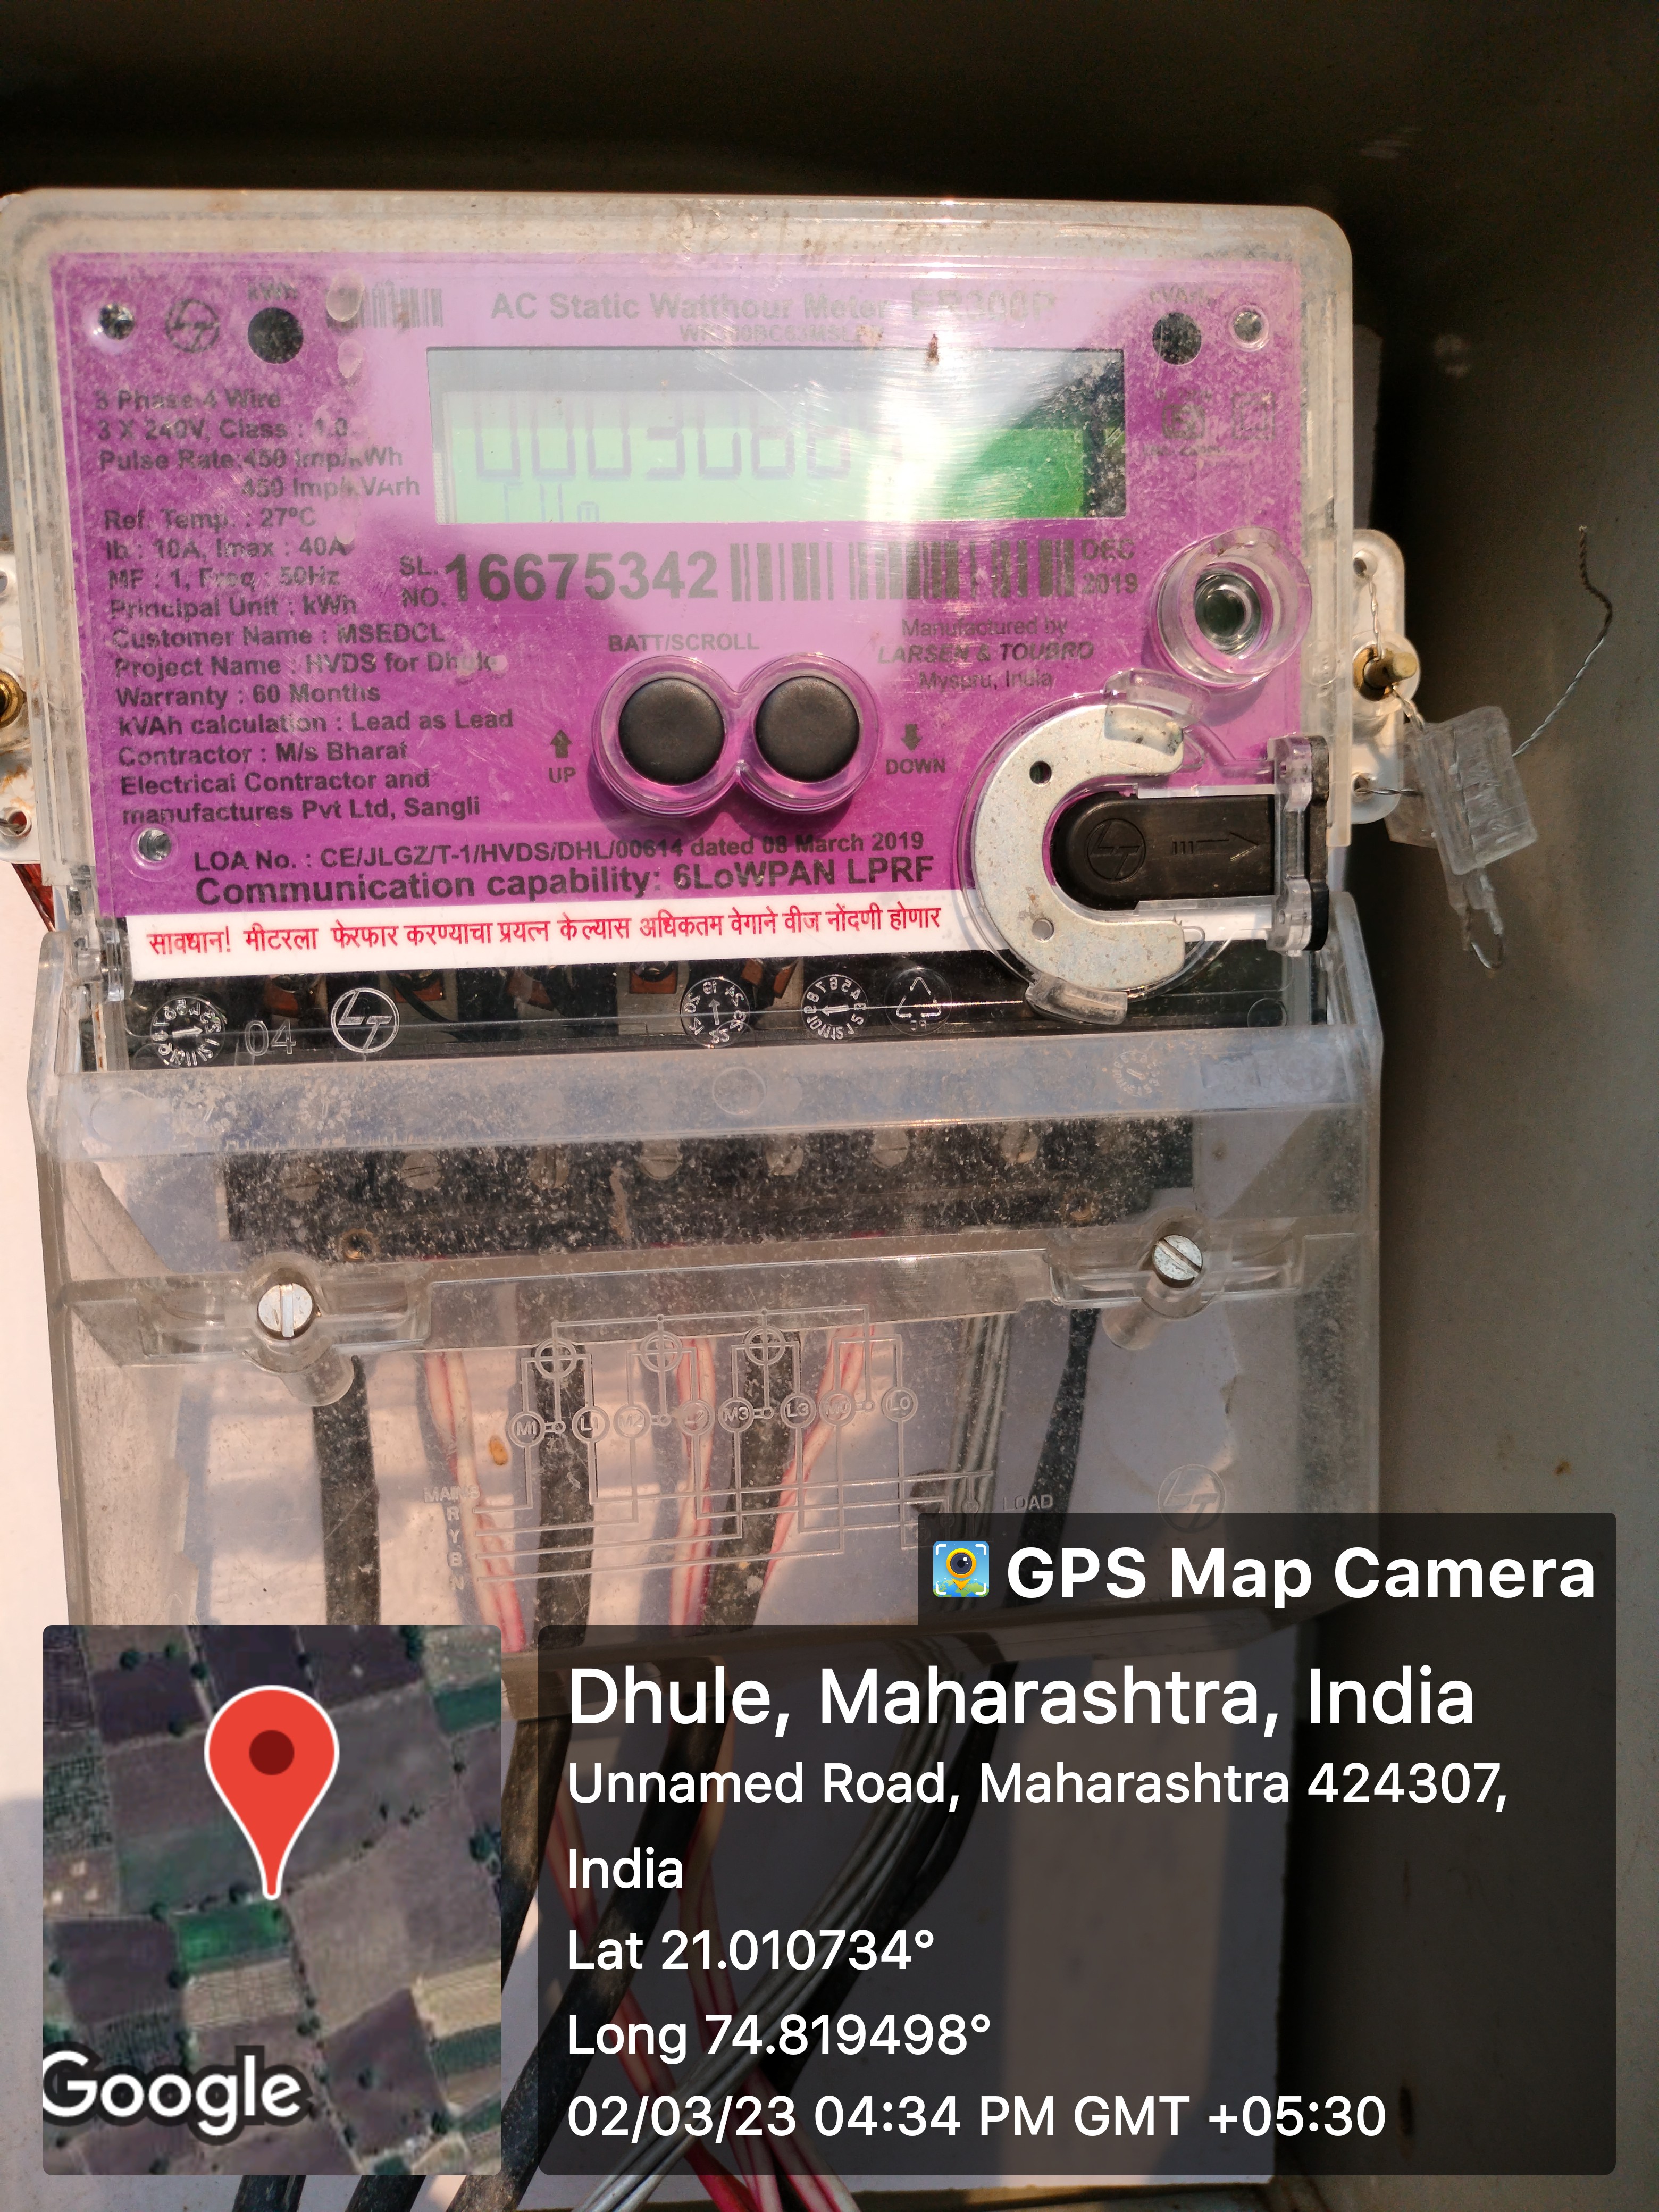 kWh
AC Static Watthour Meter ER300P
3 Phase 4 Wire
3 X 240V, Class : 1.0
Pulse Rate: 450 Imp/kWh
450 Imp/kVArh
Ref. Temp. : 27°C
Ib : 10A, Imax : 40A
MF : 1, Freq : 50Hz
Principal Unit : kWh
Customer Name : MSEDCL
Project Name : HVDS for Dhule
Warranty : 60 Months
kVAh calculation : Lead as Lead
Contractor : M/s Bharat
Electrical Contractor and
manufactures Pvt Ltd, Sangli
SL. NO. 16675342
DEC 2019
BATT/SCROLL
UP
DOWN
Manufactured by
LARSEN & TOUBRO
Mysuru, India
LOA No. : CE/JLGZ/T-1/HVDS/DHL/00614 dated 08 March 2019
Communication capability: 6LoWPAN LPRF
सावधान! मीटरला फेरफार करण्याचा प्रयत्न केल्यास अधिकतम वेगाने वीज नोंदणी होणार
04
M1 L1 M2 L2 M3 L3 M0 L0
MAINS
R
Y
B
N
LOAD
GPS Map Camera
Dhule, Maharashtra, India
Unnamed Road, Maharashtra 424307,
India
Lat 21.010734°
Long 74.819498°
02/03/23 04:34 PM GMT +05:30
Google